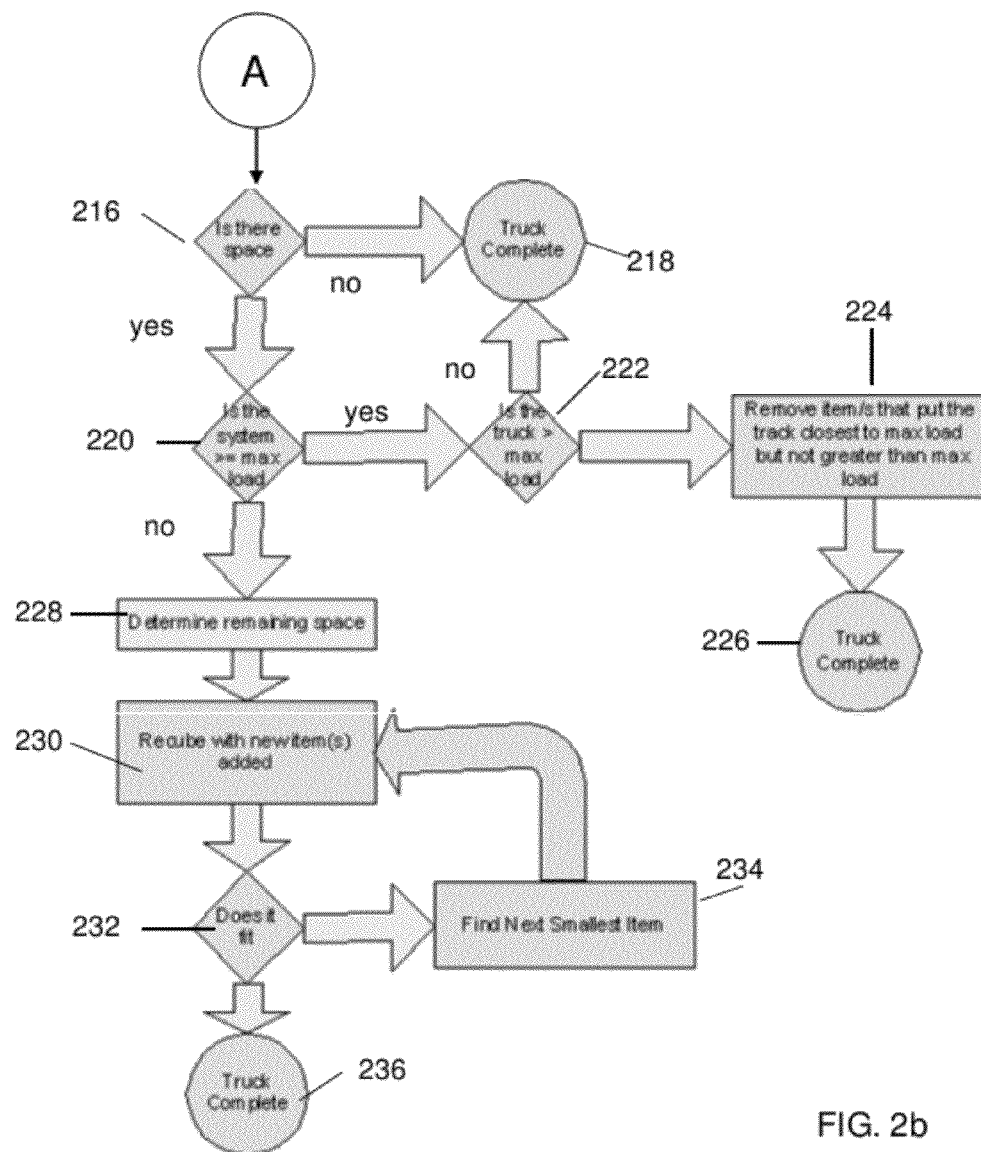 A
216
Is there
space
no
Truck
Complete
218
yes
224
no
222
220
Is the
system
>= max
load
yes
Is the
truck >
max
load
Remove item/s that put the
track closest to max load
but not greater than max
load
no
228
Determine remaining space
226
Truck
Complete
230
Recube with new item(s)
added
232
Does it
fit
Find Next Smallest Item
234
Truck
Complete
236
FIG. 2b